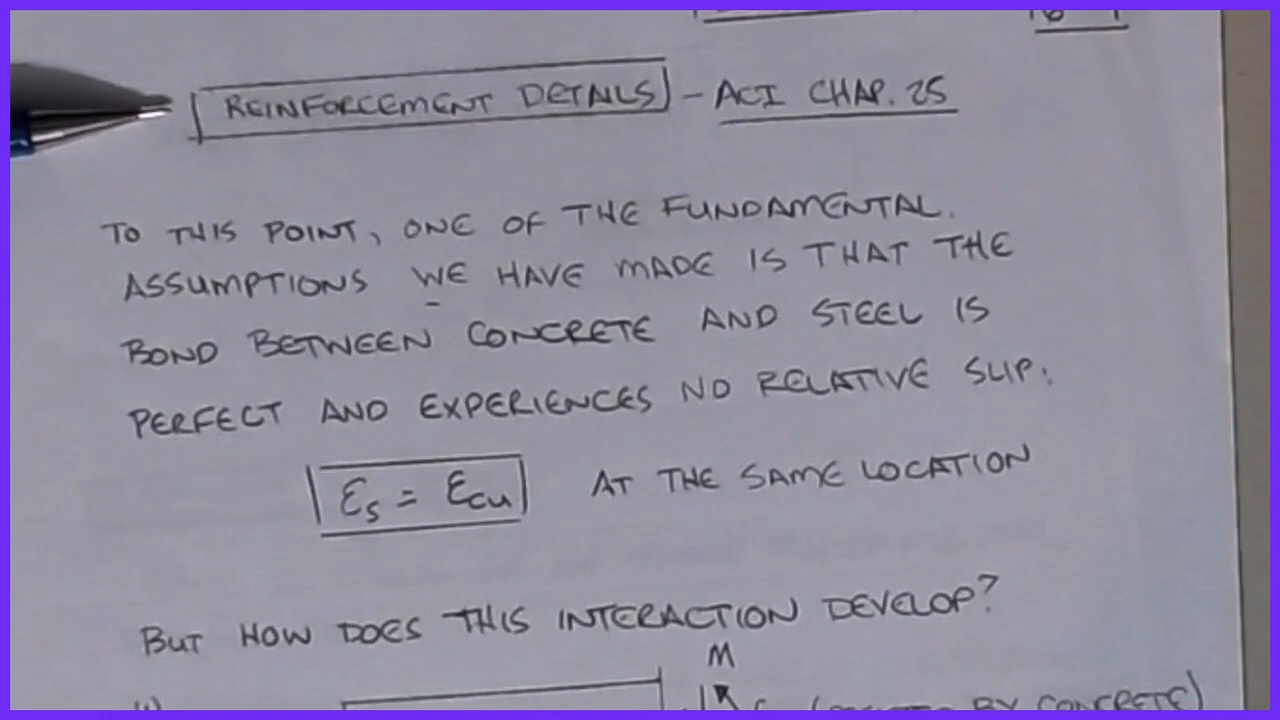 REINFORCEMENT DETAILS - ACI CHAP. 25
TO THIS POINT, ONE OF THE FUNDAMENTAL
ASSUMPTIONS WE HAVE MADE IS THAT THE
BOND BETWEEN CONCRETE AND STEEL IS
PERFECT AND EXPERIENCES NO RELATIVE SLIP.
εs = εcu AT THE SAME LOCATION
BUT HOW DOES THIS INTERACTION DEVELOP?
M
BY CONCRETE)